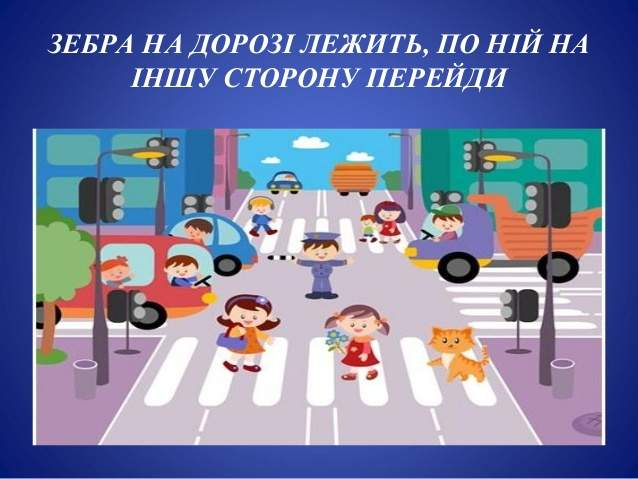 ЗЕБРА НА ДОРОЗІ ЛЕЖИТЬ, ПО НІЙ НА
ІНШУ СТОРОНУ ПЕРЕЙДИ